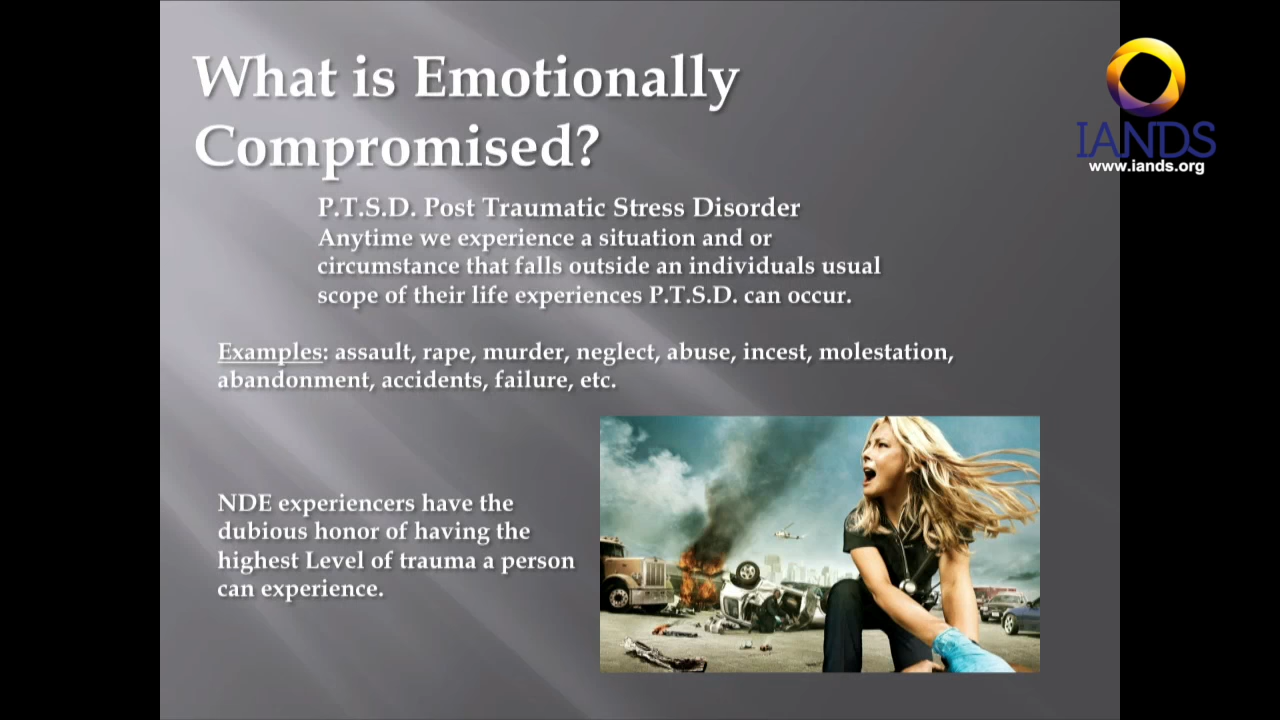 What is Emotionally
Compromised?
IANDS
www.iands.org
P.T.S.D. Post Traumatic Stress Disorder
Anytime we experience a situation and or
circumstance that falls outside an individuals usual
scope of their life experiences P.T.S.D. can occur.
Examples: assault, rape, murder, neglect, abuse, incest, molestation,
abandonment, accidents, failure, etc.
NDE experiencers have the
dubious honor of having the
highest Level of trauma a person
can experience.